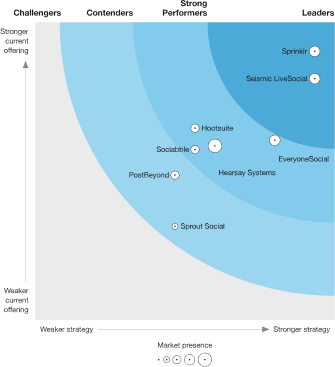 Challengers
Contenders
Strong
Performers
Leaders
Stronger
current
offering
Sprinklr
Seismic LiveSocial
Hootsuite
Sociabble
EveryoneSocial
PostBeyond
Hearsay Systems
Sprout Social
Weaker
current
offering
Weaker strategy
Stronger strategy
Market presence